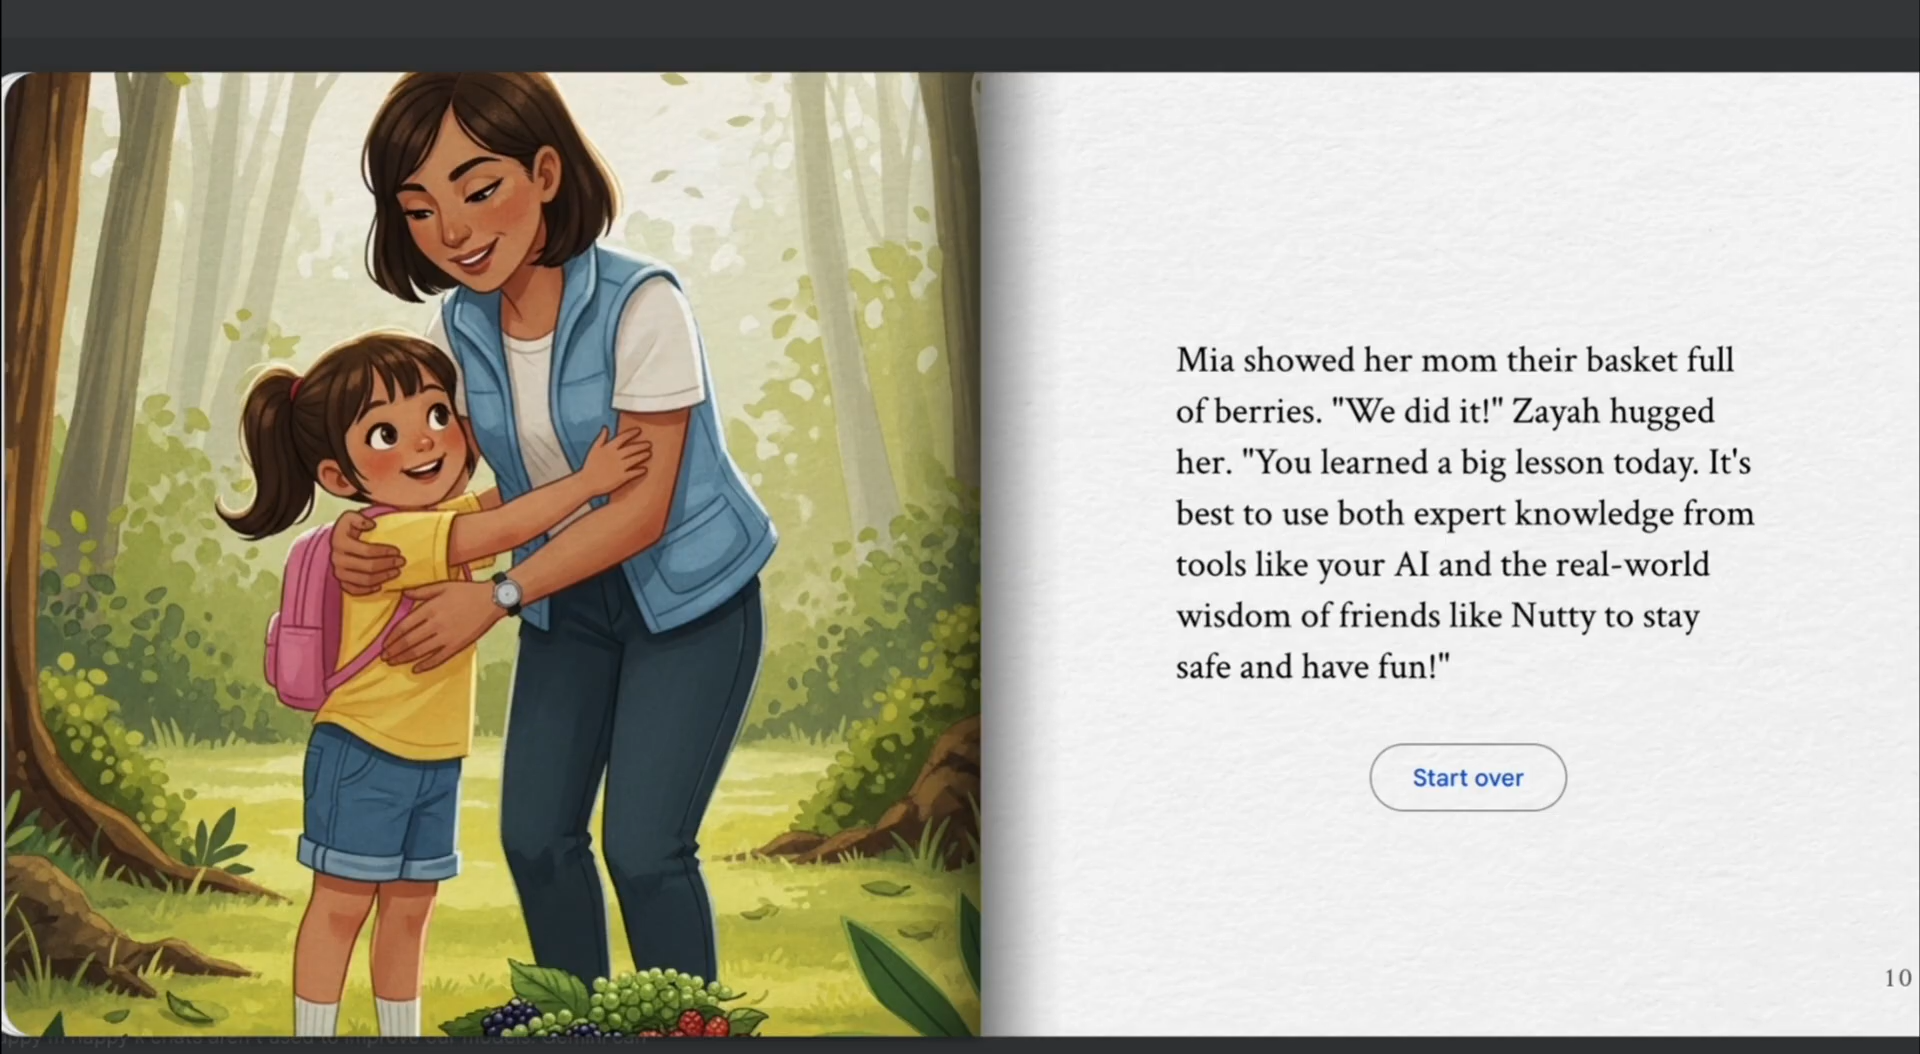 Mia showed her mom their basket full
of berries. "We did it!" Zayah hugged
her. "You learned a big lesson today. It's
best to use both expert knowledge from
tools like your AI and the real-world
wisdom of friends like Nutty to stay
safe and have fun!"
Start over
10